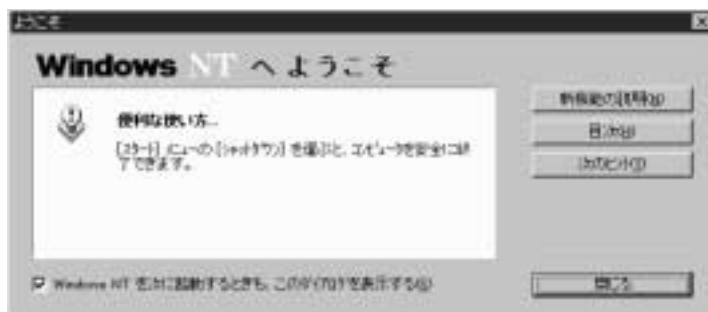 ようこそ
Windows NT へようこそ
便利な使い方...
[スタート] メニューの [シャットダウン] を選ぶと、コンピュータを安全に終
了できます。
新機能の説明(W)
目次(H)
次のヒント(T)
Windows NT を次に起動するときも、このダイアログを表示する(S)
閉じる